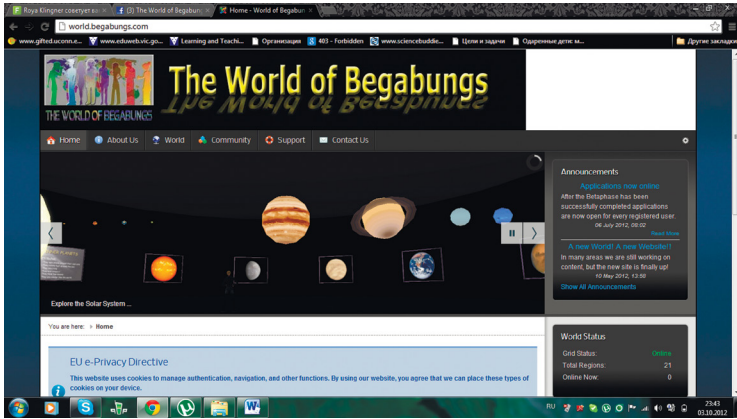 Roya Klingner
(3) The World of Begabun
Home - World of Begabun
world.begabungs.com
www.gifted.uconn.e...
www.eduweb.vic.go...
Learning and Teachi...
Организация
403 - Forbidden
www.sciencebuddie...
Цели и задачи
Одаренные дети: м...
Другие закладки
The World of Begabungs
THE WORLD OF BEGABUNGS
Home
About Us
World
Community
Support
Contact Us
Explore the Solar System ...
Announcements
Applications now online
After the Betaphase has been
successfully completed applications
are now open for every registered user.
06 July 2012, 08:02
Read More
A new World! A new Website!!
In many areas we are still working on
content, but the new site is finally up!
10 May 2012, 13:58
Show All Announcements
You are here: Home
EU e-Privacy Directive
This website uses cookies to manage authentication, navigation, and other functions. By using our website, you agree that we can place these types of
cookies on your device.
World Status
Grid Status: Online
Total Regions: 21
Online Now: 0
RU
23:43
03.10.2012